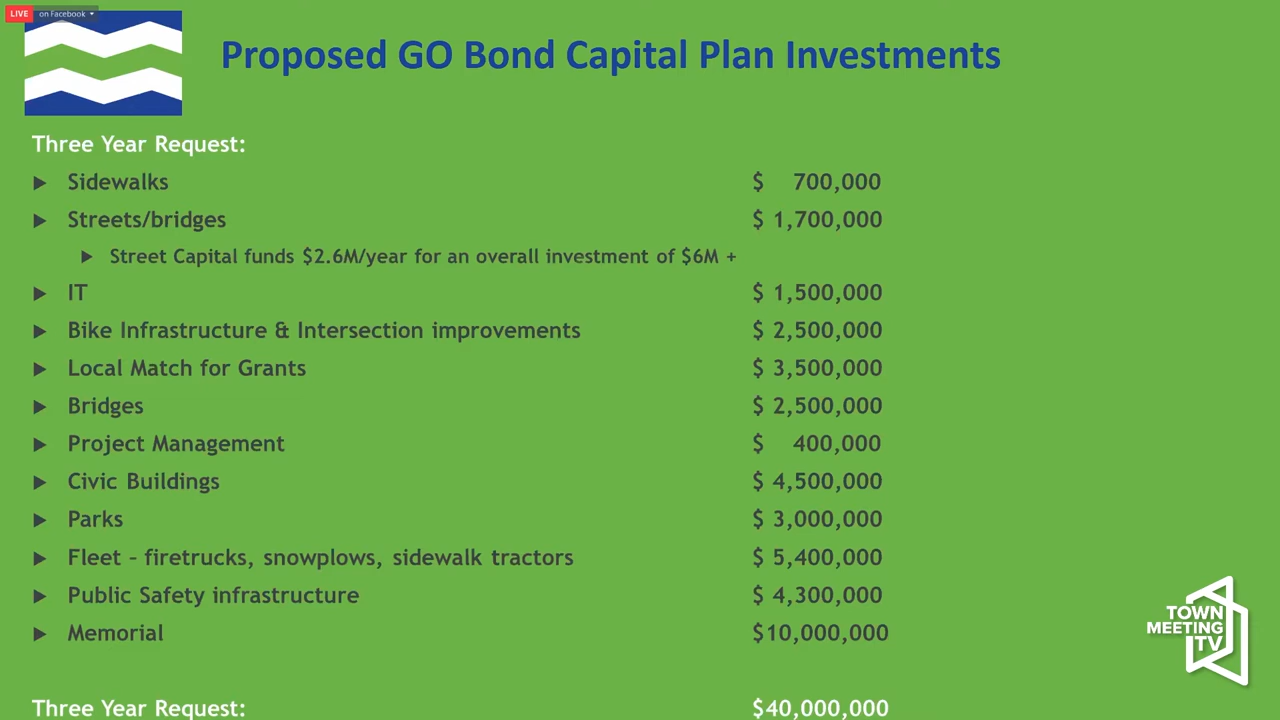 LIVE on Facebook
Proposed GO Bond Capital Plan Investments
Three Year Request:
Sidewalks $ 700,000
Streets/bridges $ 1,700,000
Street Capital funds $2.6M/year for an overall investment of $6M +
IT $ 1,500,000
Bike Infrastructure & Intersection improvements $ 2,500,000
Local Match for Grants $ 3,500,000
Bridges $ 2,500,000
Project Management $ 400,000
Civic Buildings $ 4,500,000
Parks $ 3,000,000
Fleet – firetrucks, snowplows, sidewalk tractors $ 5,400,000
Public Safety infrastructure $ 4,300,000
Memorial $10,000,000
Three Year Request: $40,000,000
TOWN
MEETING
TV